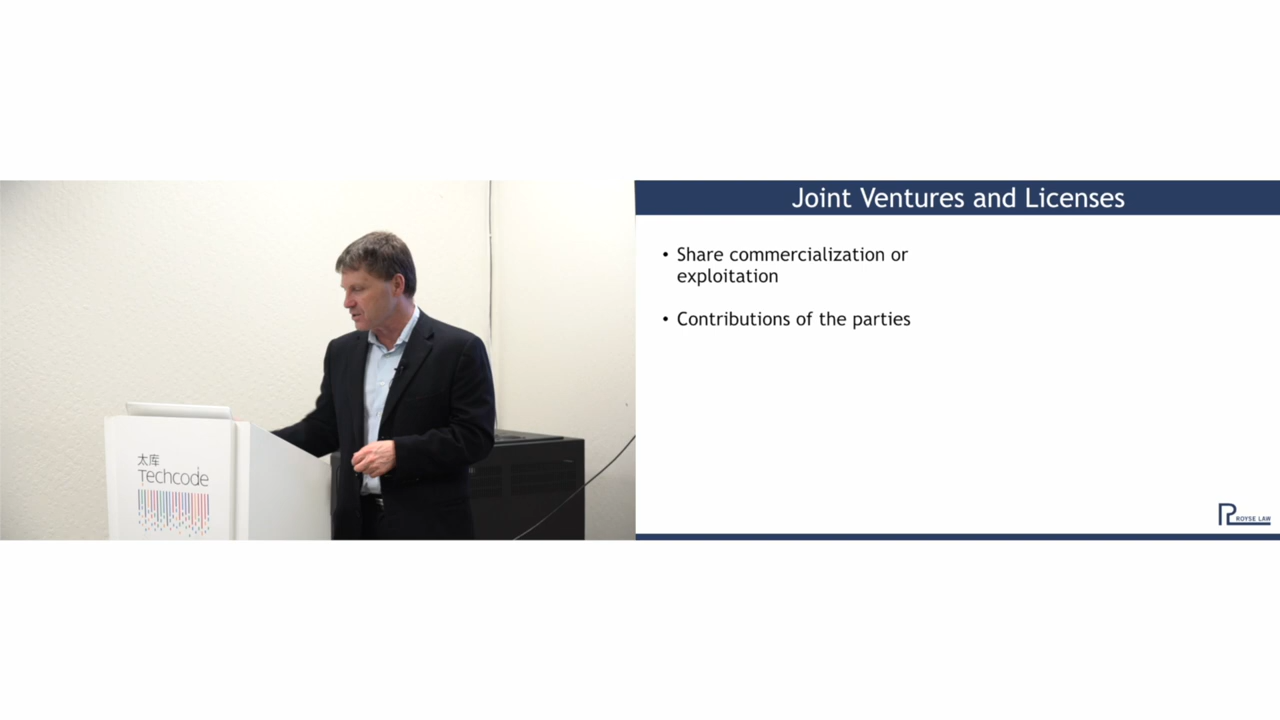 太库
Techcode
Joint Ventures and Licenses
• Share commercialization or
exploitation
• Contributions of the parties
ROYSE LAW